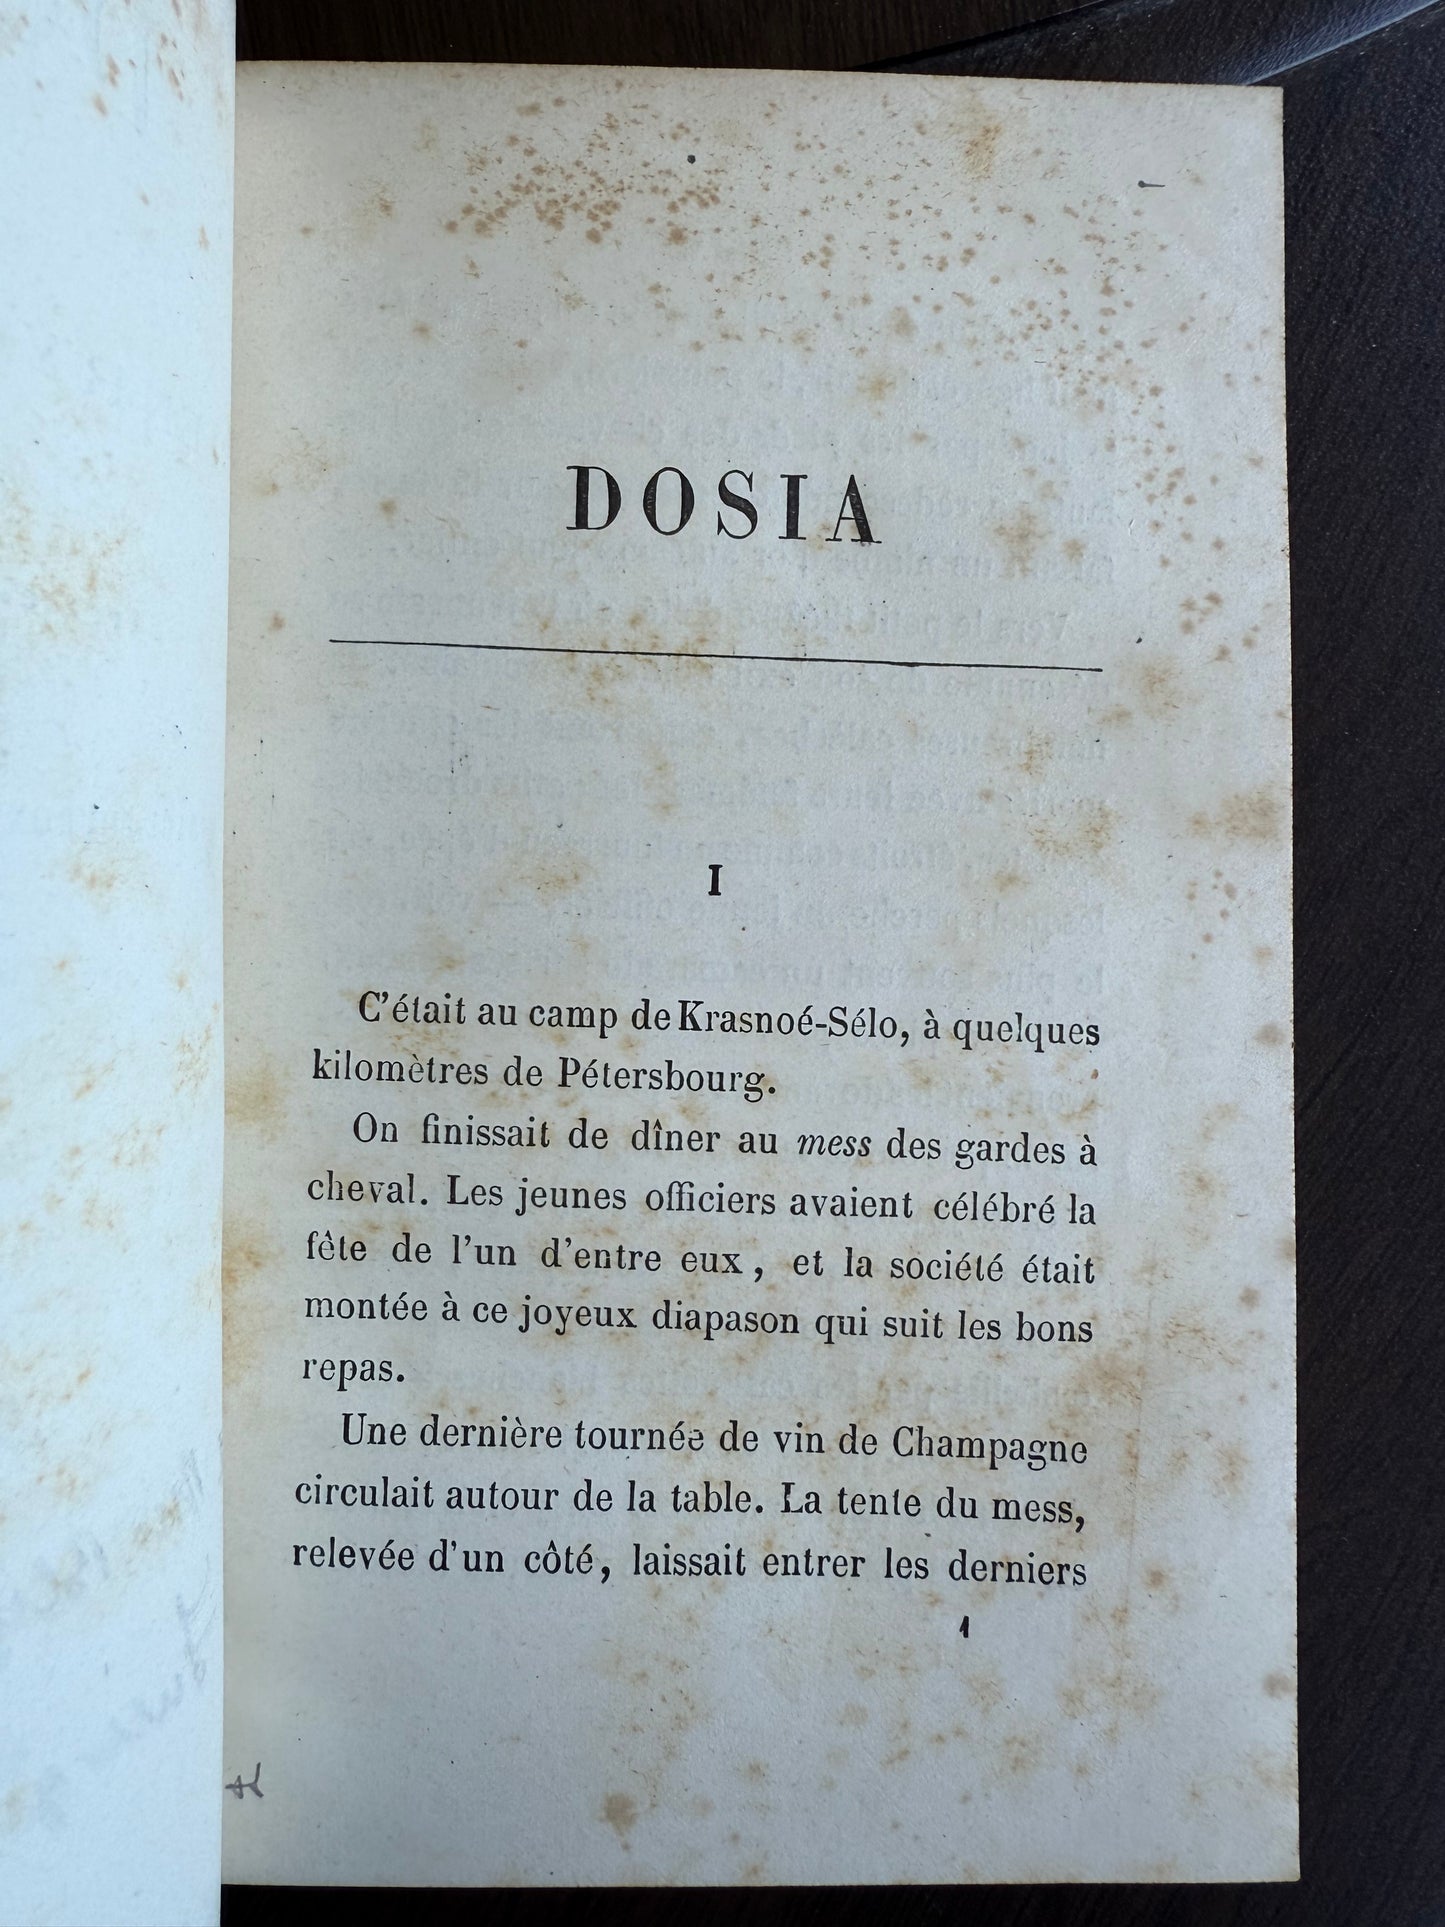 DOSIA
I
C'était au camp de Krasnoé-Sélo, à quelques
kilomètres de Pétersbourg.
On finissait de dîner au mess des gardes à
cheval. Les jeunes officiers avaient célébré la
fête de l'un d'entre eux, et la société était
montée à ce joyeux diapason qui suit les bons
repas.
Une dernière tournée de vin de Champagne
circulait autour de la table. La tente du mess,
relevée d'un côté, laissait entrer les derniers
1